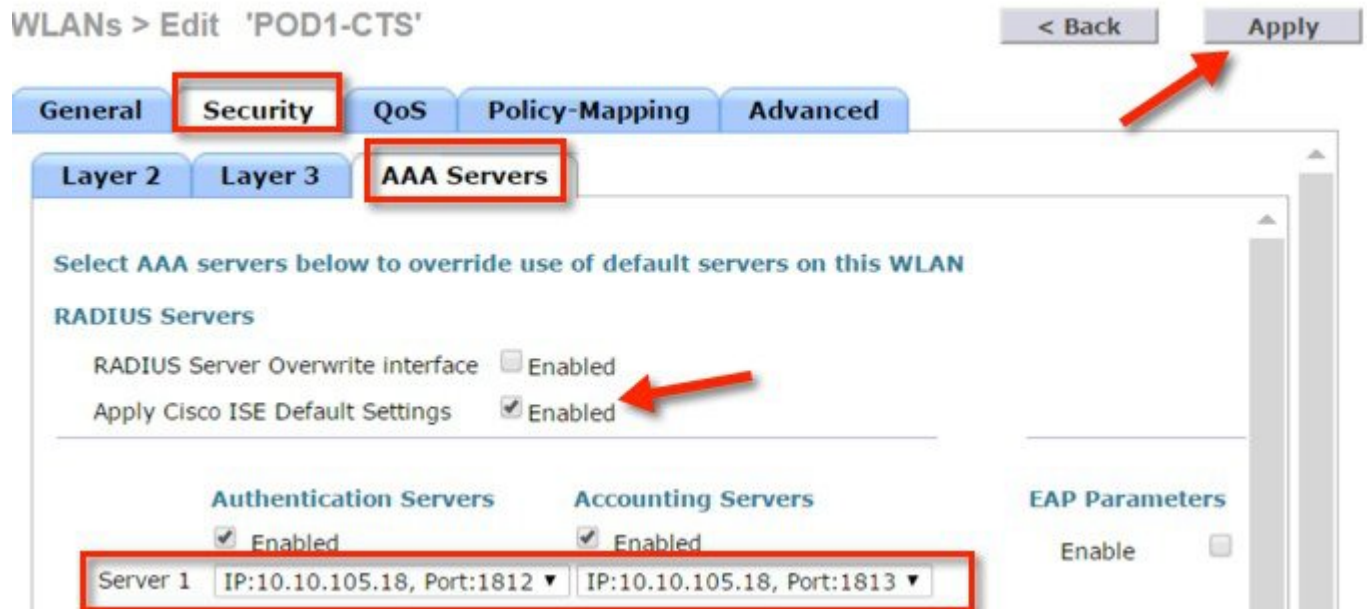 WLANs > Edit 'POD1-CTS'
< Back
Apply
General
Security
QoS
Policy-Mapping
Advanced
Layer 2
Layer 3
AAA Servers
Select AAA servers below to override use of default servers on this WLAN
RADIUS Servers
RADIUS Server Overwrite interface Enabled
Apply Cisco ISE Default Settings Enabled
Authentication Servers Accounting Servers EAP Parameters
Enabled Enabled Enable
Server 1 IP:10.10.105.18, Port:1812 IP:10.10.105.18, Port:1813